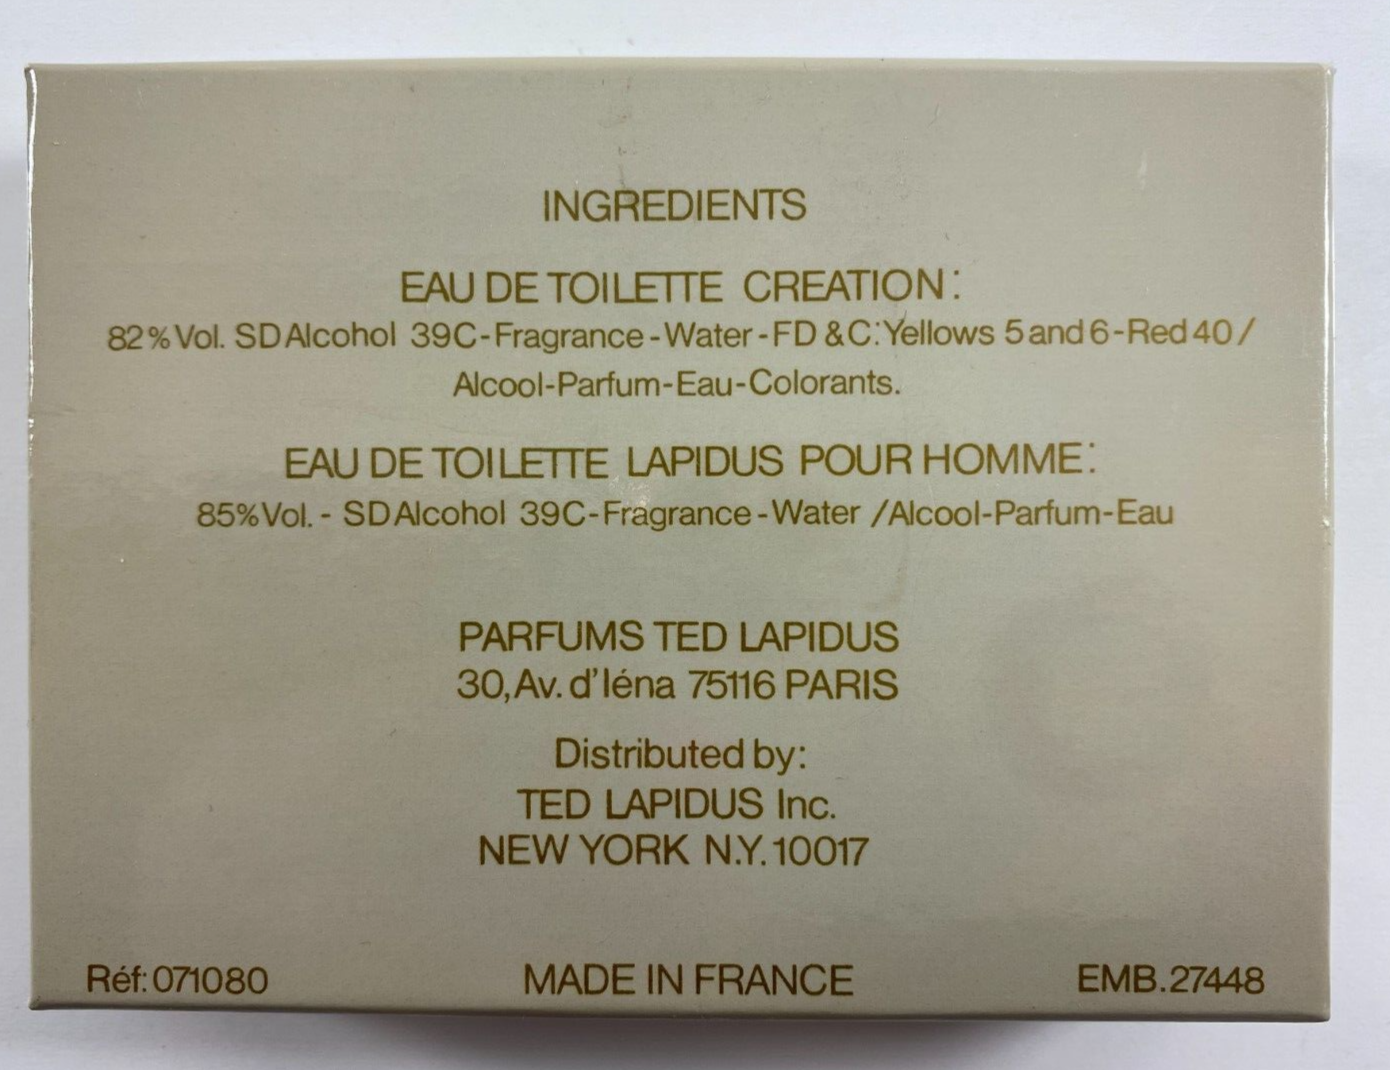 INGREDIENTS
EAU DE TOILETTE CREATION:
82% Vol. SD Alcohol 39C-Fragrance-Water-FD & C: Yellows 5 and 6-Red 40/
Alcool-Parfum-Eau-Colorants.
EAU DE TOILETTE LAPIDUS POUR HOMME:
85% Vol. - SD Alcohol 39C-Fragrance-Water /Alcool-Parfum-Eau
PARFUMS TED LAPIDUS
30, Av. d'Iéna 75116 PARIS
Distributed by:
TED LAPIDUS Inc.
NEW YORK N.Y. 10017
Réf: 071080 MADE IN FRANCE EMB. 27448